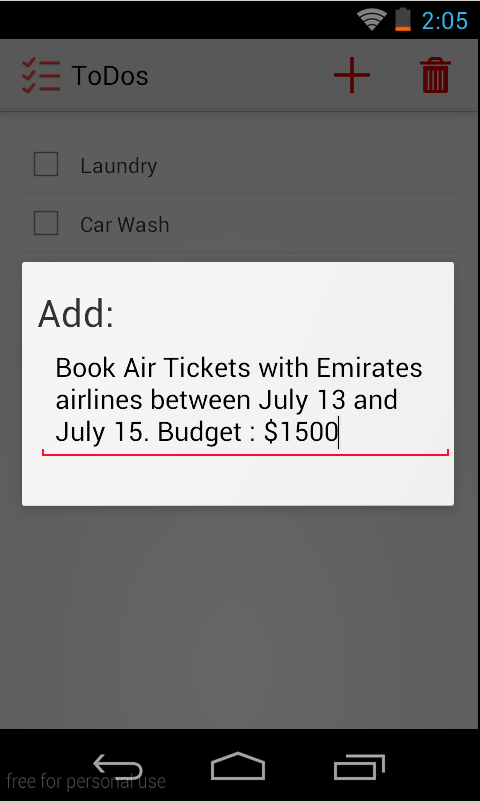 2:05
ToDos
Laundry
Car Wash
Add:
Book Air Tickets with Emirates
airlines between July 13 and
July 15. Budget : $1500
free for personal use